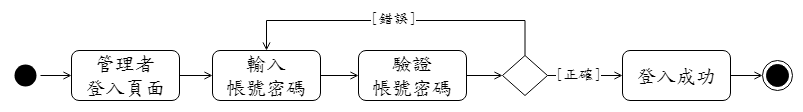 [錯誤]
管理者
登入頁面
輸入
帳號密碼
驗證
帳號密碼
[正確]
登入成功